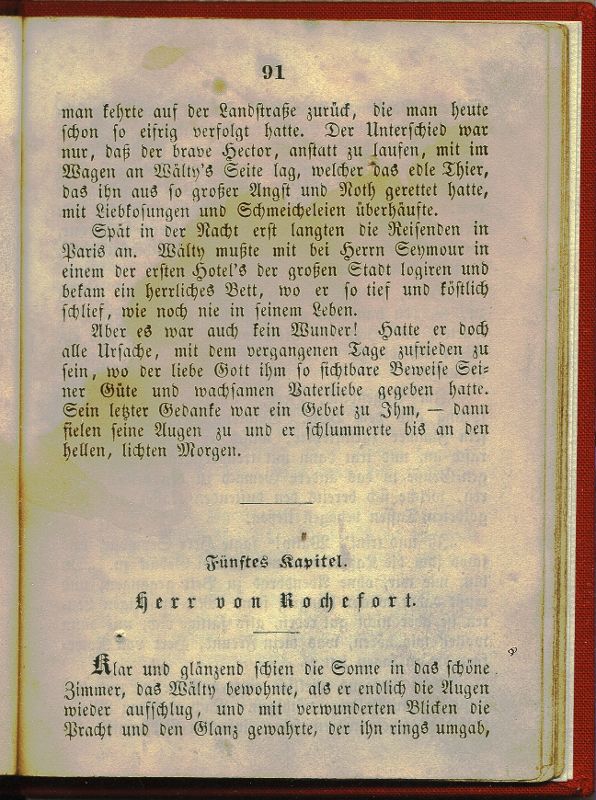 91
man kehrte auf der Landstraße zurück, die man heute
schon so eifrig verfolgt hatte. Der Unterschied war
nur, daß der brave Hector, anstatt zu laufen, mit im
Wagen an Wälty's Seite lag, welcher das edle Thier,
das ihn aus so großer Angst und Noth gerettet hatte,
mit Liebkosungen und Schmeicheleien überhäufte.
Spät in der Nacht erst langten die Reisenden in
Paris an. Wälty mußte mit bei Herrn Seymour in
einem der ersten Hotel's der großen Stadt logiren und
bekam ein herrliches Bett, wo er so tief und köstlich
schlief, wie noch nie in seinem Leben.
Aber es war auch kein Wunder! Hatte er doch
alle Ursache, mit dem vergangenen Tage zufrieden zu
sein, wo der liebe Gott ihm so sichtbare Beweise Sei-
ner Güte und wachsamen Vaterliebe gegeben hatte.
Sein letzter Gedanke war ein Gebet zu Ihm, — dann
fielen seine Augen zu und er schlummerte bis an den
hellen, lichten Morgen.
Fünftes Kapitel.
Herr von Rochefort.
Klar und glänzend schien die Sonne in das schöne
Zimmer, das Wälty bewohnte, als er endlich die Augen
wieder aufschlug, und mit verwunderten Blicken die
Pracht und den Glanz gewahrte, der ihn rings umgab,